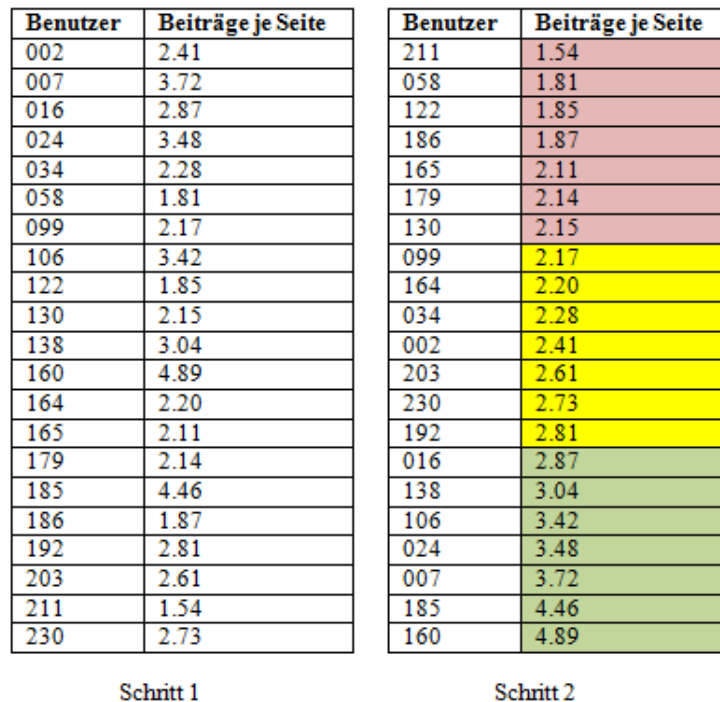 Benutzer Beiträge je Seite Benutzer Beiträge je Seite
002 2.41 211 1.54
007 3.72 058 1.81
016 2.87 122 1.85
024 3.48 186 1.87
034 2.28 165 2.11
058 1.81 179 2.14
099 2.17 130 2.15
106 3.42 099 2.17
122 1.85 164 2.20
130 2.15 034 2.28
138 3.04 002 2.41
160 4.89 203 2.61
164 2.20 230 2.73
165 2.11 192 2.81
179 2.14 016 2.87
185 4.46 138 3.04
186 1.87 106 3.42
192 2.81 024 3.48
203 2.61 007 3.72
211 1.54 185 4.46
230 2.73 160 4.89
Schritt 1 Schritt 2